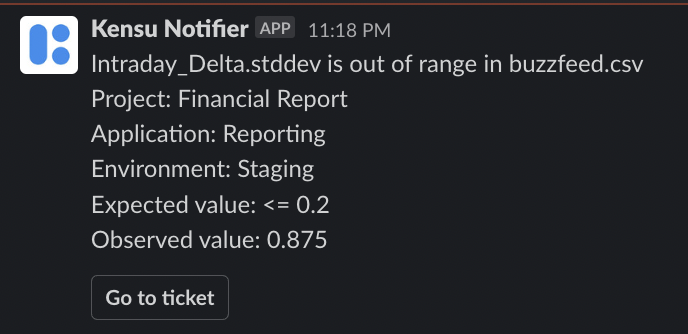 Kensu Notifier APP 11:18 PM
Intraday_Delta.stddev is out of range in buzzfeed.csv
Project: Financial Report
Application: Reporting
Environment: Staging
Expected value: <= 0.2
Observed value: 0.875
Go to ticket